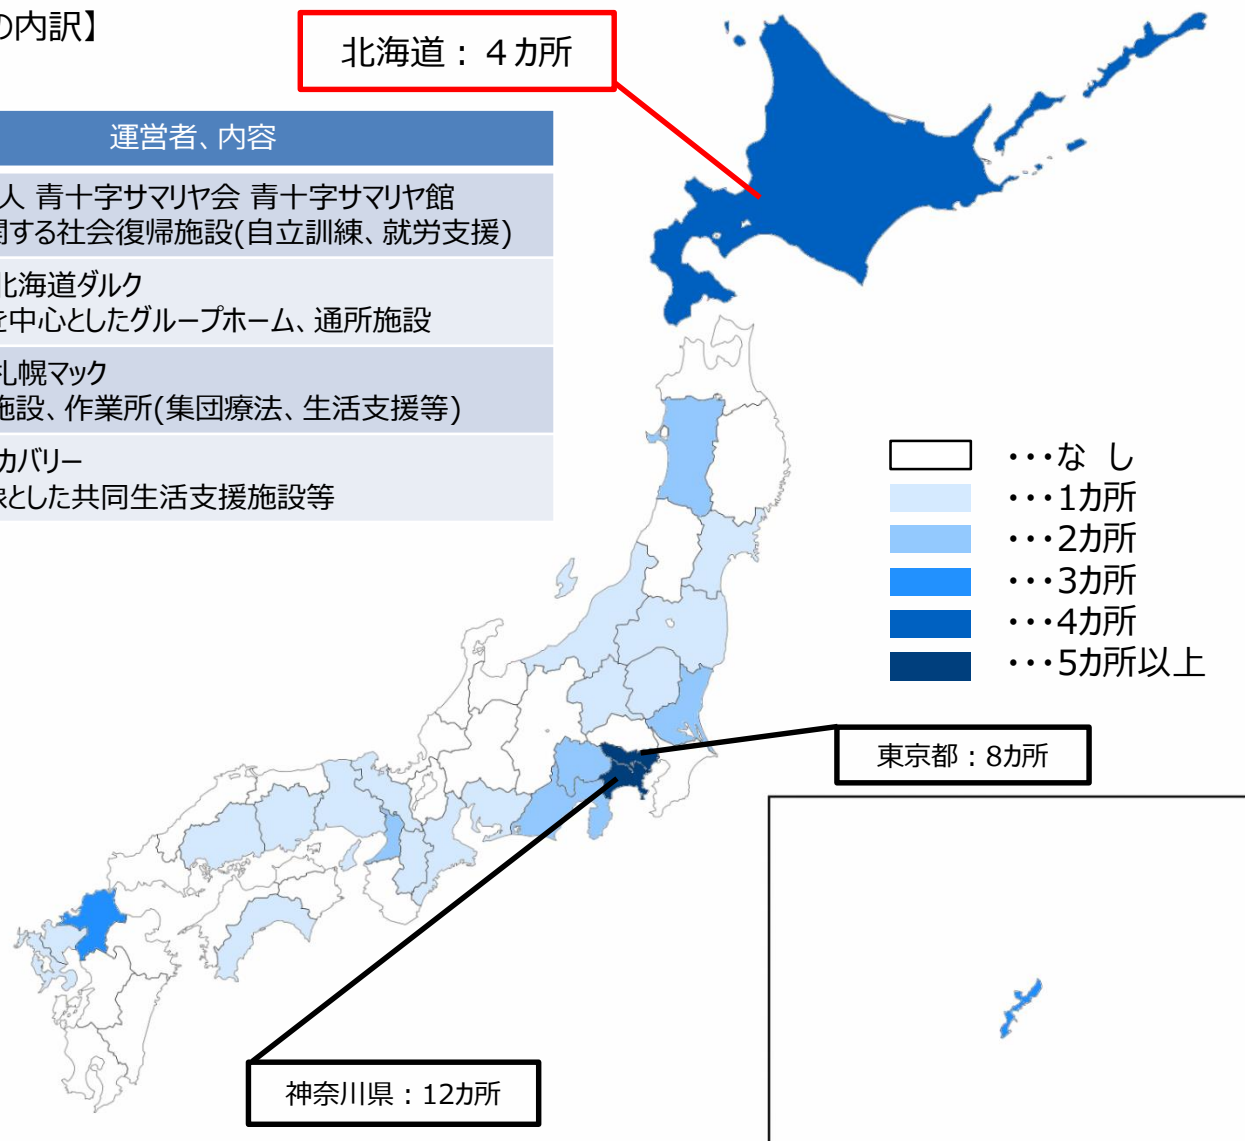 の内訳】
北海道：４カ所
運営者、内容
人 青十字サマリヤ会 青十字サマリヤ館
関する社会復帰施設(自立訓練、就労支援)
北海道ダルク
を中心としたグループホーム、通所施設
札幌マック
施設、作業所(集団療法、生活支援等)
カバリー
象とした共同生活支援施設等
・・・な し
・・・1カ所
・・・2カ所
・・・3カ所
・・・4カ所
・・・5カ所以上
東京都：8カ所
神奈川県：12カ所